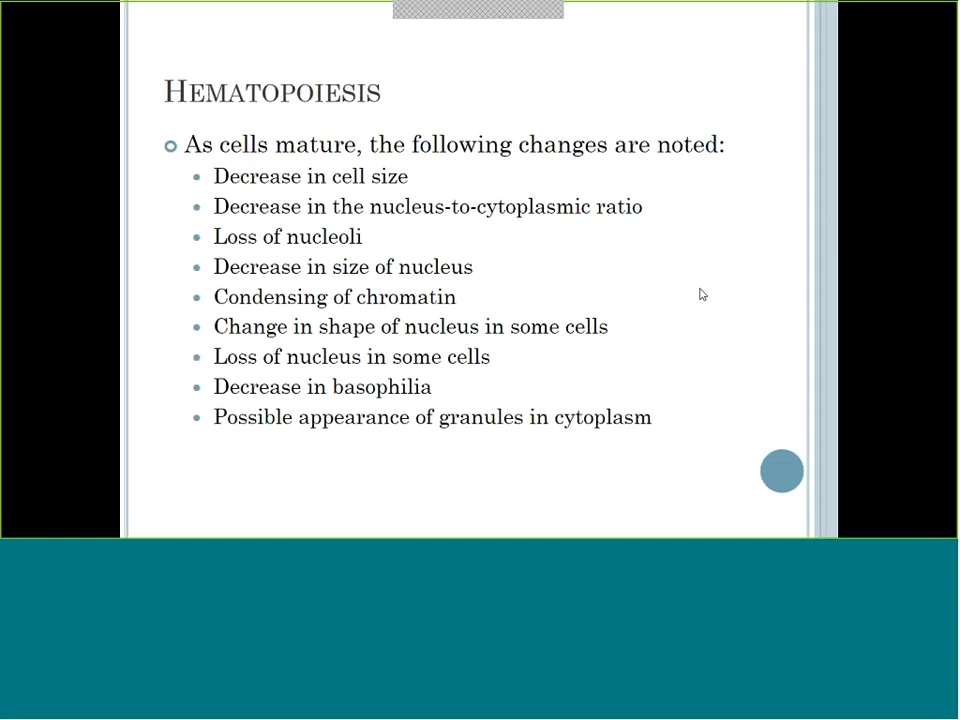 Hematopoiesis
As cells mature, the following changes are noted:
Decrease in cell size
Decrease in the nucleus-to-cytoplasmic ratio
Loss of nucleoli
Decrease in size of nucleus
Condensing of chromatin
Change in shape of nucleus in some cells
Loss of nucleus in some cells
Decrease in basophilia
Possible appearance of granules in cytoplasm